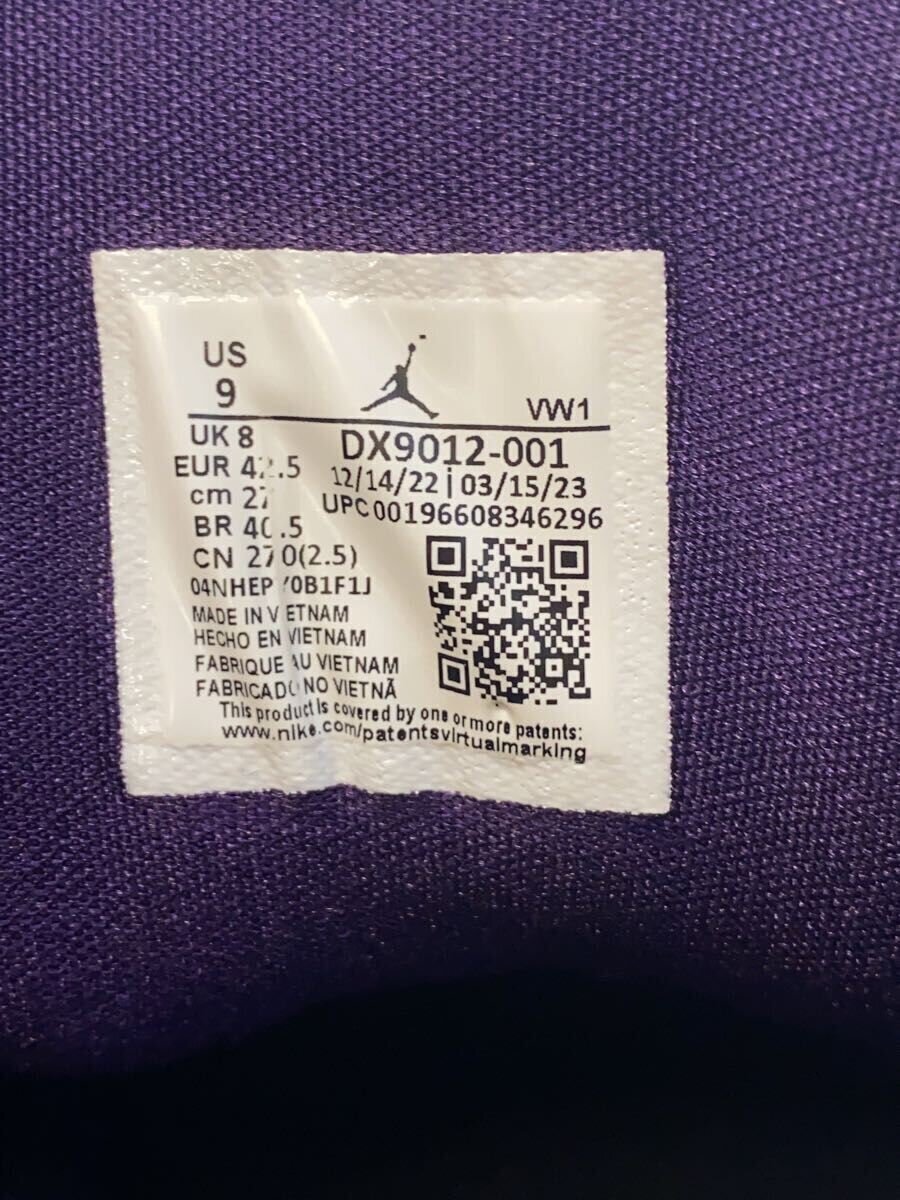 US
9
VW1
UK 8
DX9012-001
EUR 42.5
12/14/22 | 03/15/23
cm 27
UPC 00196608346296
BR 40.5
CN 270(2.5)
MADE IN VIETNAM
HECHO EN VIETNAM
FABRIQUE AU VIETNAM
FABRICADO NO VIETNÃ
This product is covered by one or more patents:
www.nike.com/patentsvirtualmarking